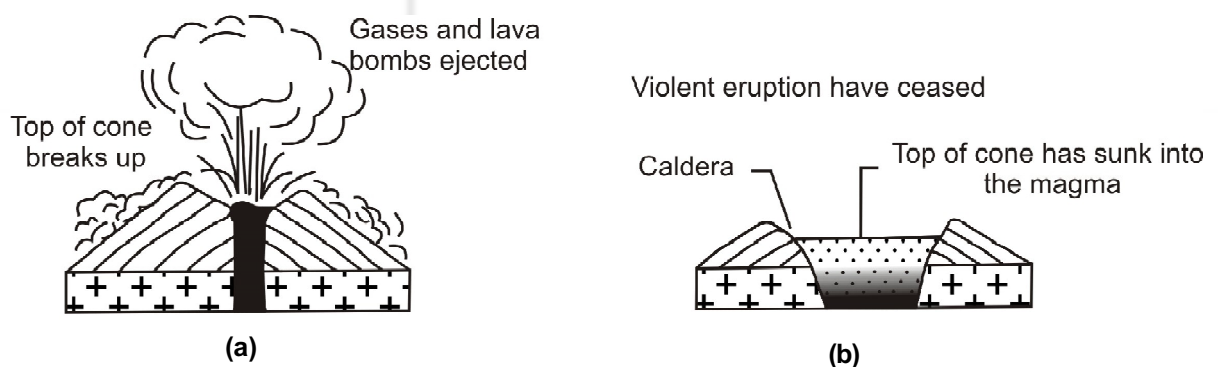 Gases and lava
bombs ejected
Top of cone
breaks up
(a)
Violent eruption have ceased
Caldera
Top of cone has sunk into
the magma
(b)